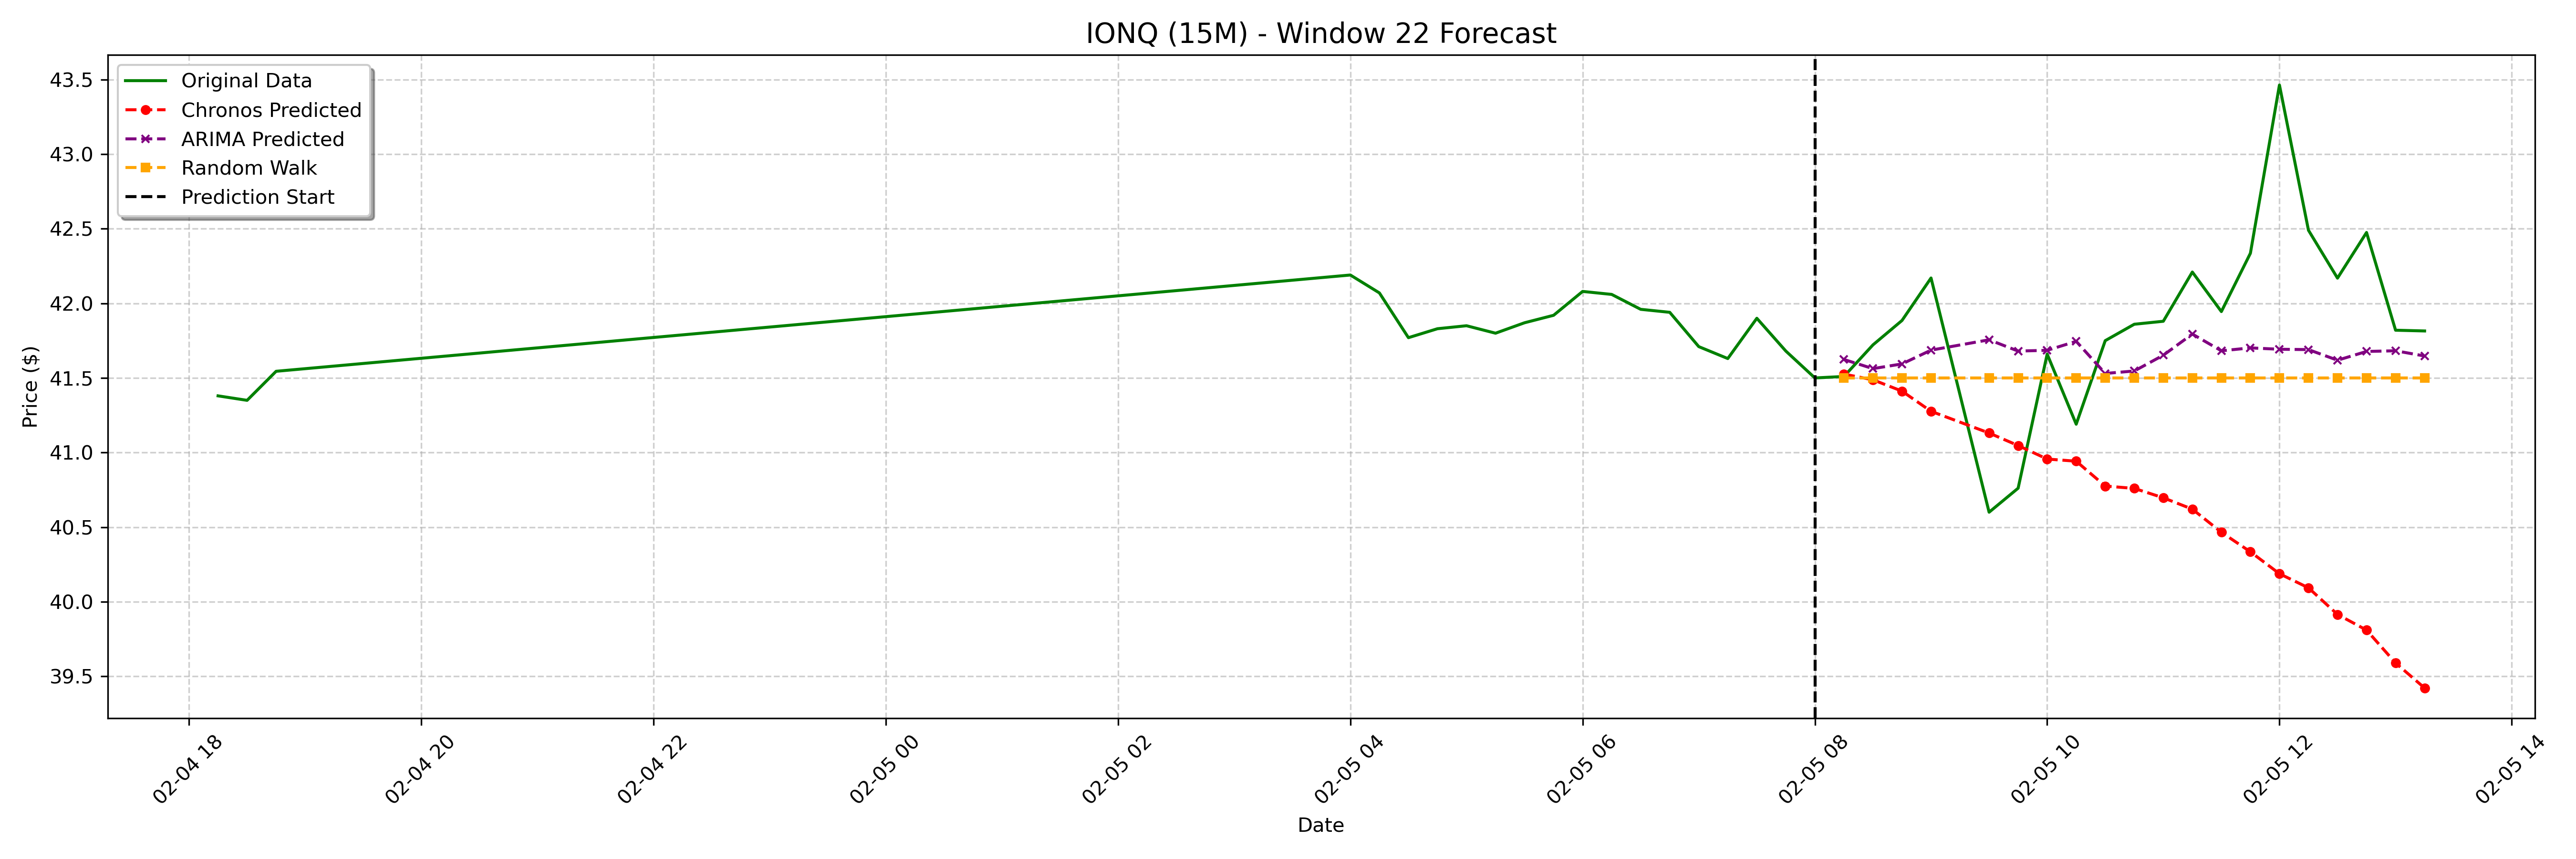 IONQ (15M) - Window 22 Forecast
Original Data
Chronos Predicted
ARIMA Predicted
Random Walk
Prediction Start
43.5
43.0
42.5
42.0
41.5
41.0
40.5
40.0
39.5
Price ($)
02-04 18
02-04 20
02-04 22
02-05 00
02-05 02
02-05 04
02-05 06
02-05 08
02-05 10
02-05 12
02-05 14
Date